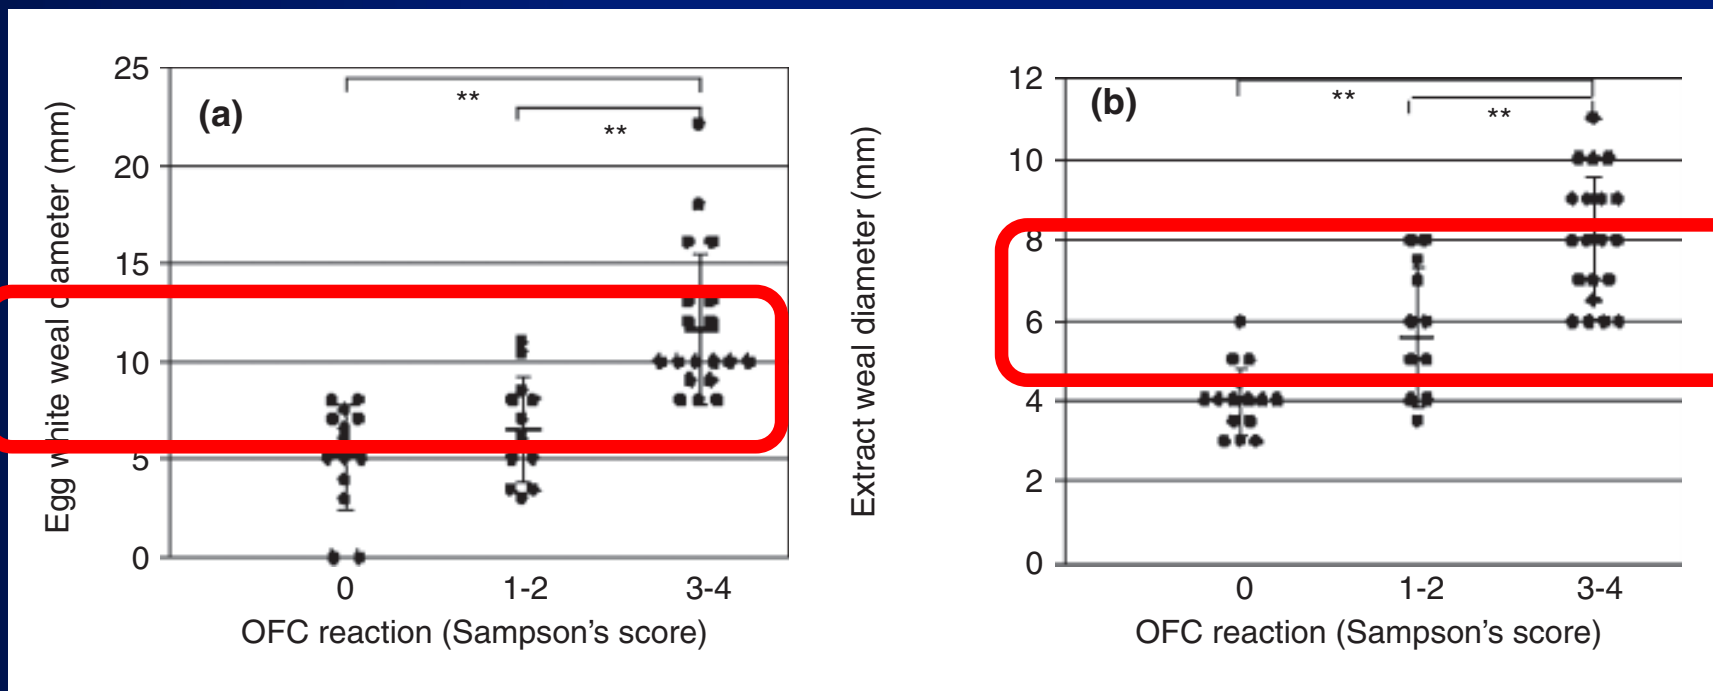 25
20
15
10
5
0
Egg white weal diameter (mm)
(a)
**
**
0 1-2 3-4
OFC reaction (Sampson's score)
12
10
8
6
4
2
0
Extract weal diameter (mm)
(b)
**
**
0 1-2 3-4
OFC reaction (Sampson's score)